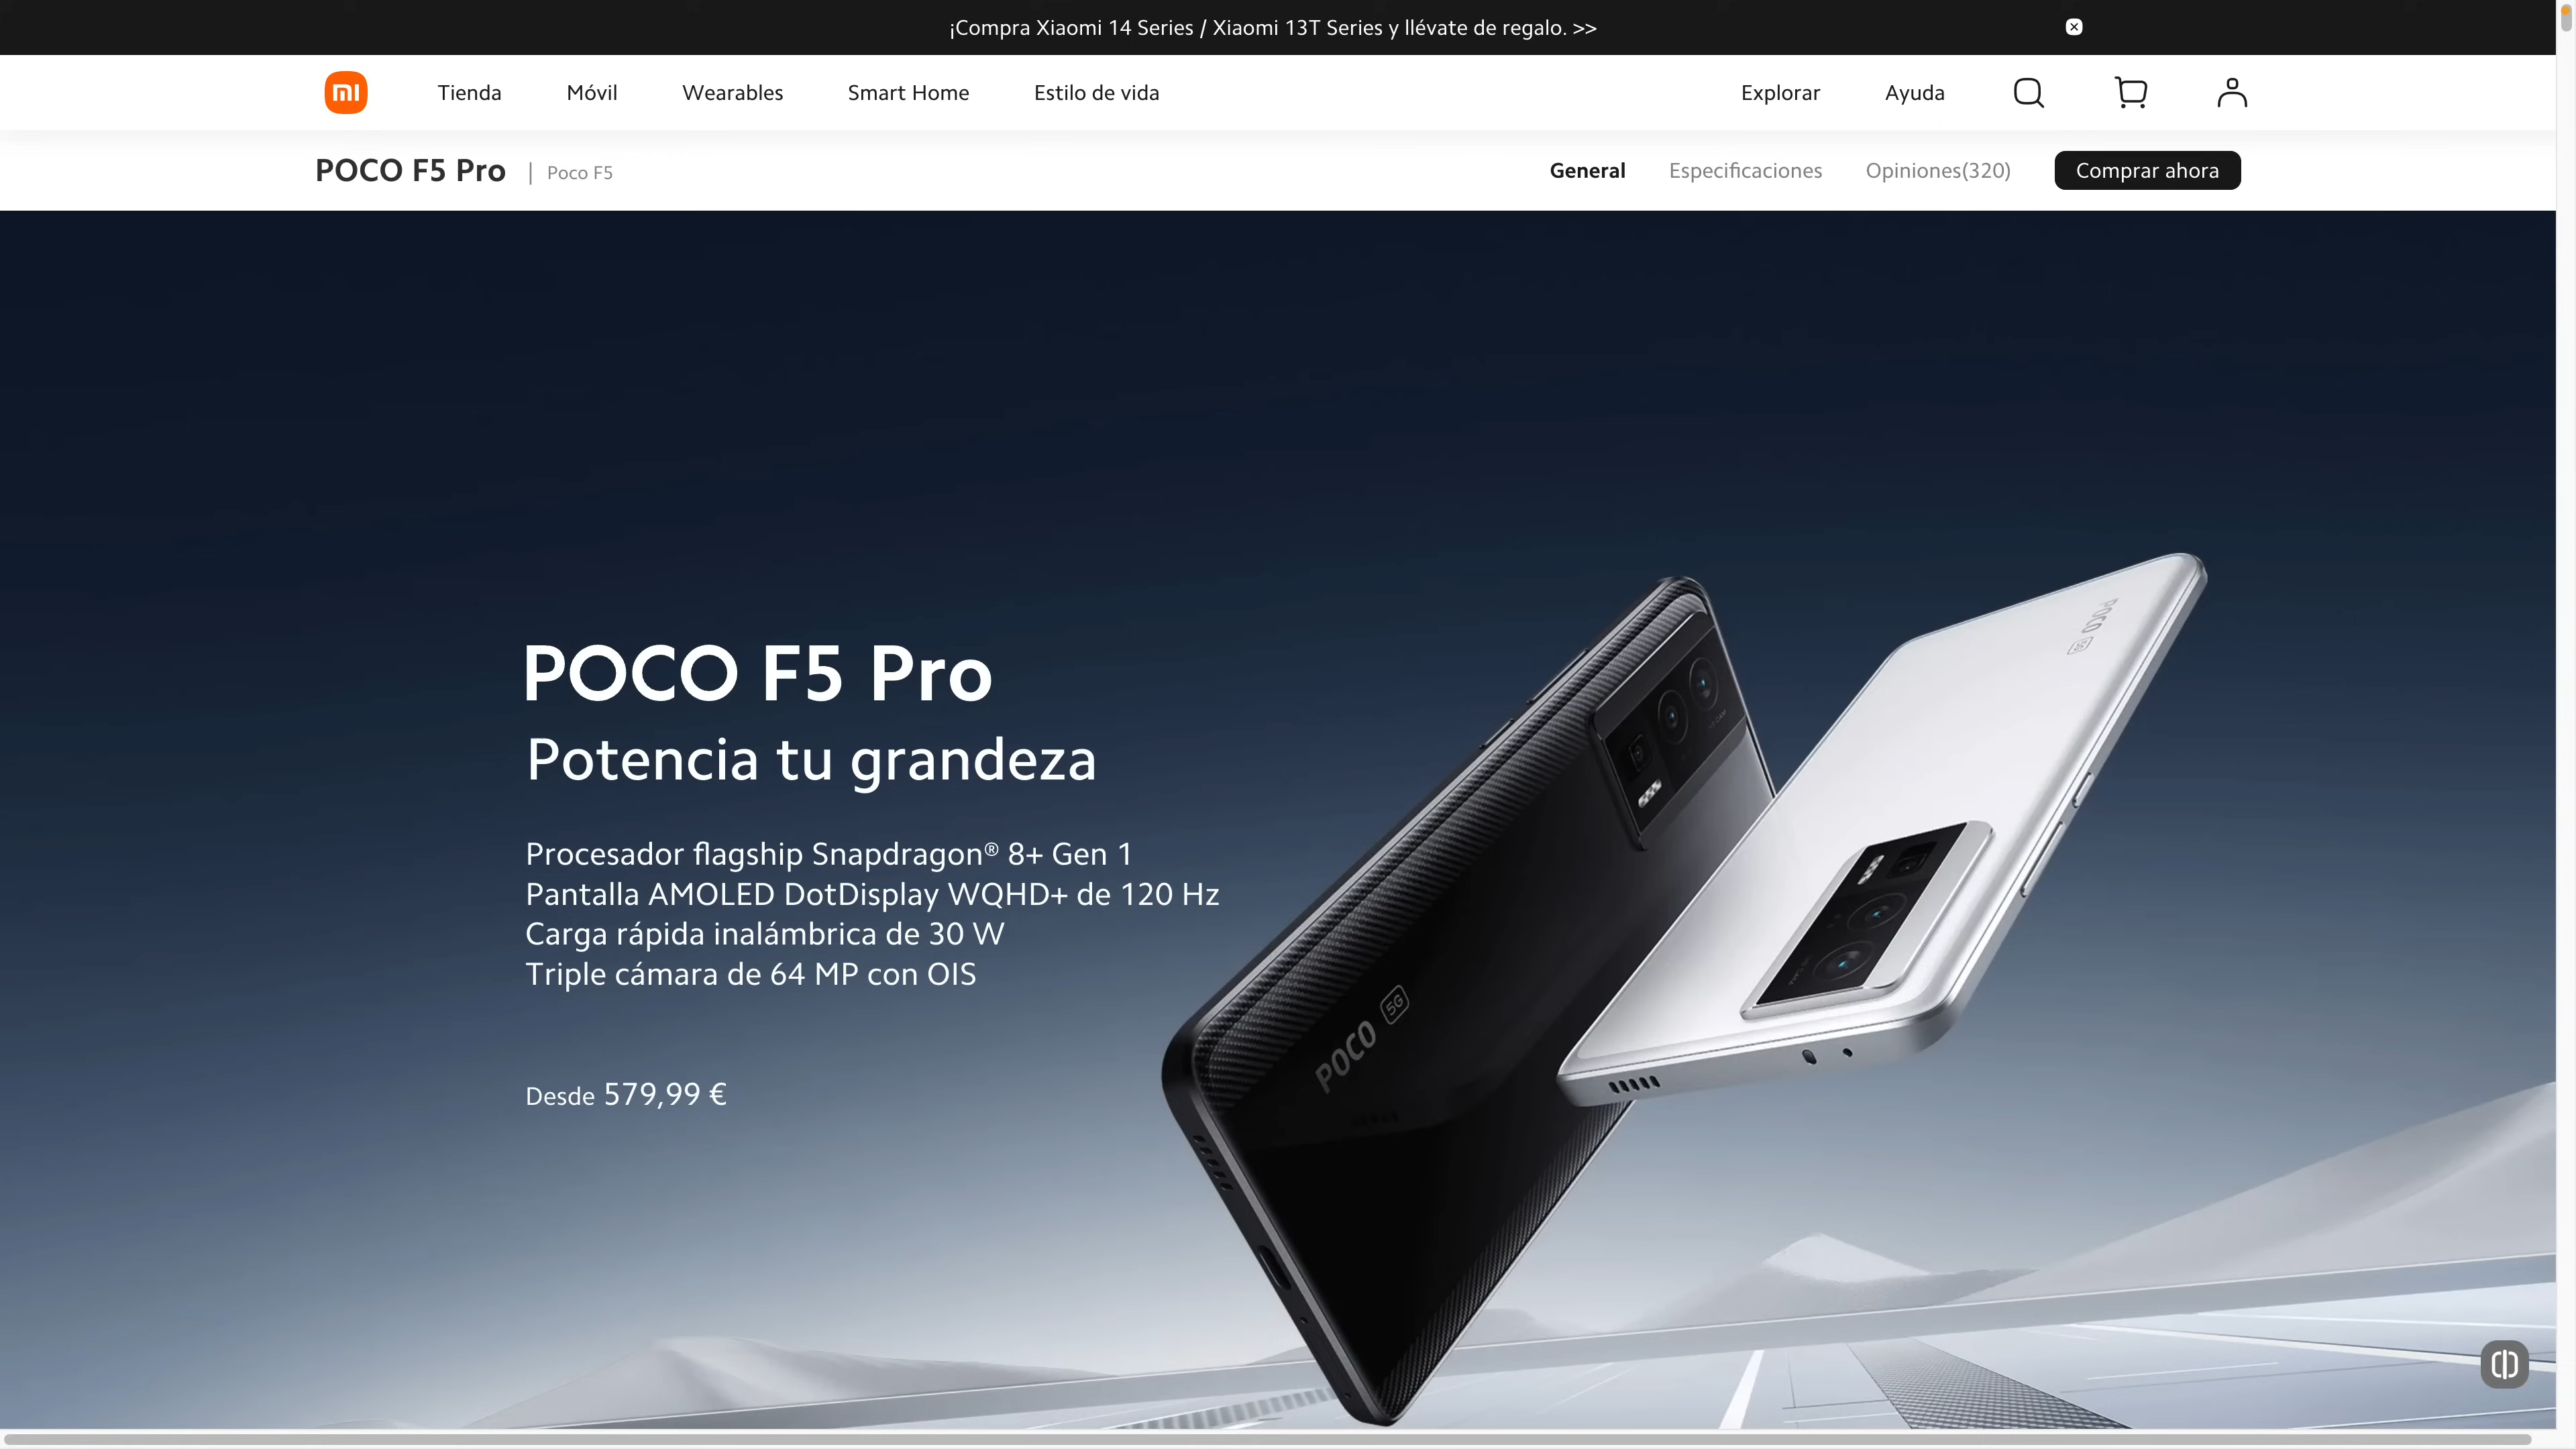 ¡Compra Xiaomi 14 Series / Xiaomi 13T Series y llévate de regalo. >>
Tienda Móvil Wearables Smart Home Estilo de vida Explorar Ayuda
POCO F5 Pro | Poco F5 General Especificaciones Opiniones(320) Comprar ahora
POCO F5 Pro
Potencia tu grandeza
Procesador flagship Snapdragon® 8+ Gen 1
Pantalla AMOLED DotDisplay WQHD+ de 120 Hz
Carga rápida inalámbrica de 30 W
Triple cámara de 64 MP con OIS
Desde 579,99 €
POCO 5G
POCO 5G